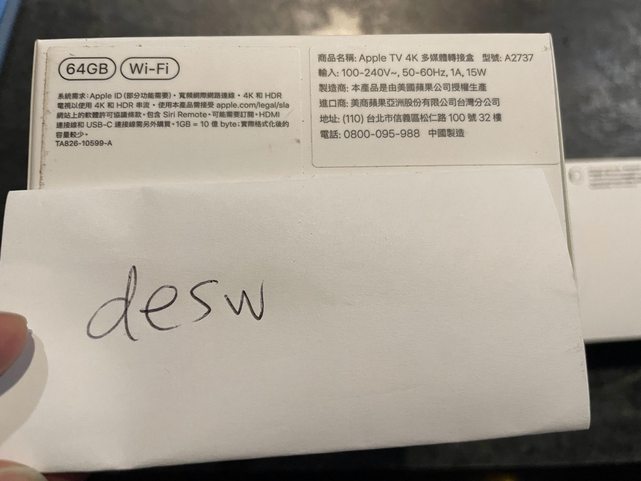 64GB Wi-Fi
系統需求:Apple ID (部分功能需要)、寬頻網際網路連線。4K 和 HDR
電視以使用 4K 和 HDR 串流。使用本產品需接受 apple.com/legal/sla
網站上的軟體許可協議條款。包含 Siri Remote。可能需要訂閱。HDMI
連接線和 USB-C 連接線需另外購買。1GB = 10 億 byte;實際格式化後的
容量較少。
TA826-10599-A
商品名稱: Apple TV 4K 多媒體轉接盒 型號: A2737
輸入: 100-240V~, 50-60Hz, 1A, 15W
製造商: 本產品是由美國蘋果公司授權生產
進口商: 美商蘋果亞洲股份有限公司台灣分公司
地址: (110) 台北市信義區松仁路 100 號 32 樓
電話: 0800-095-988 中國製造
desw